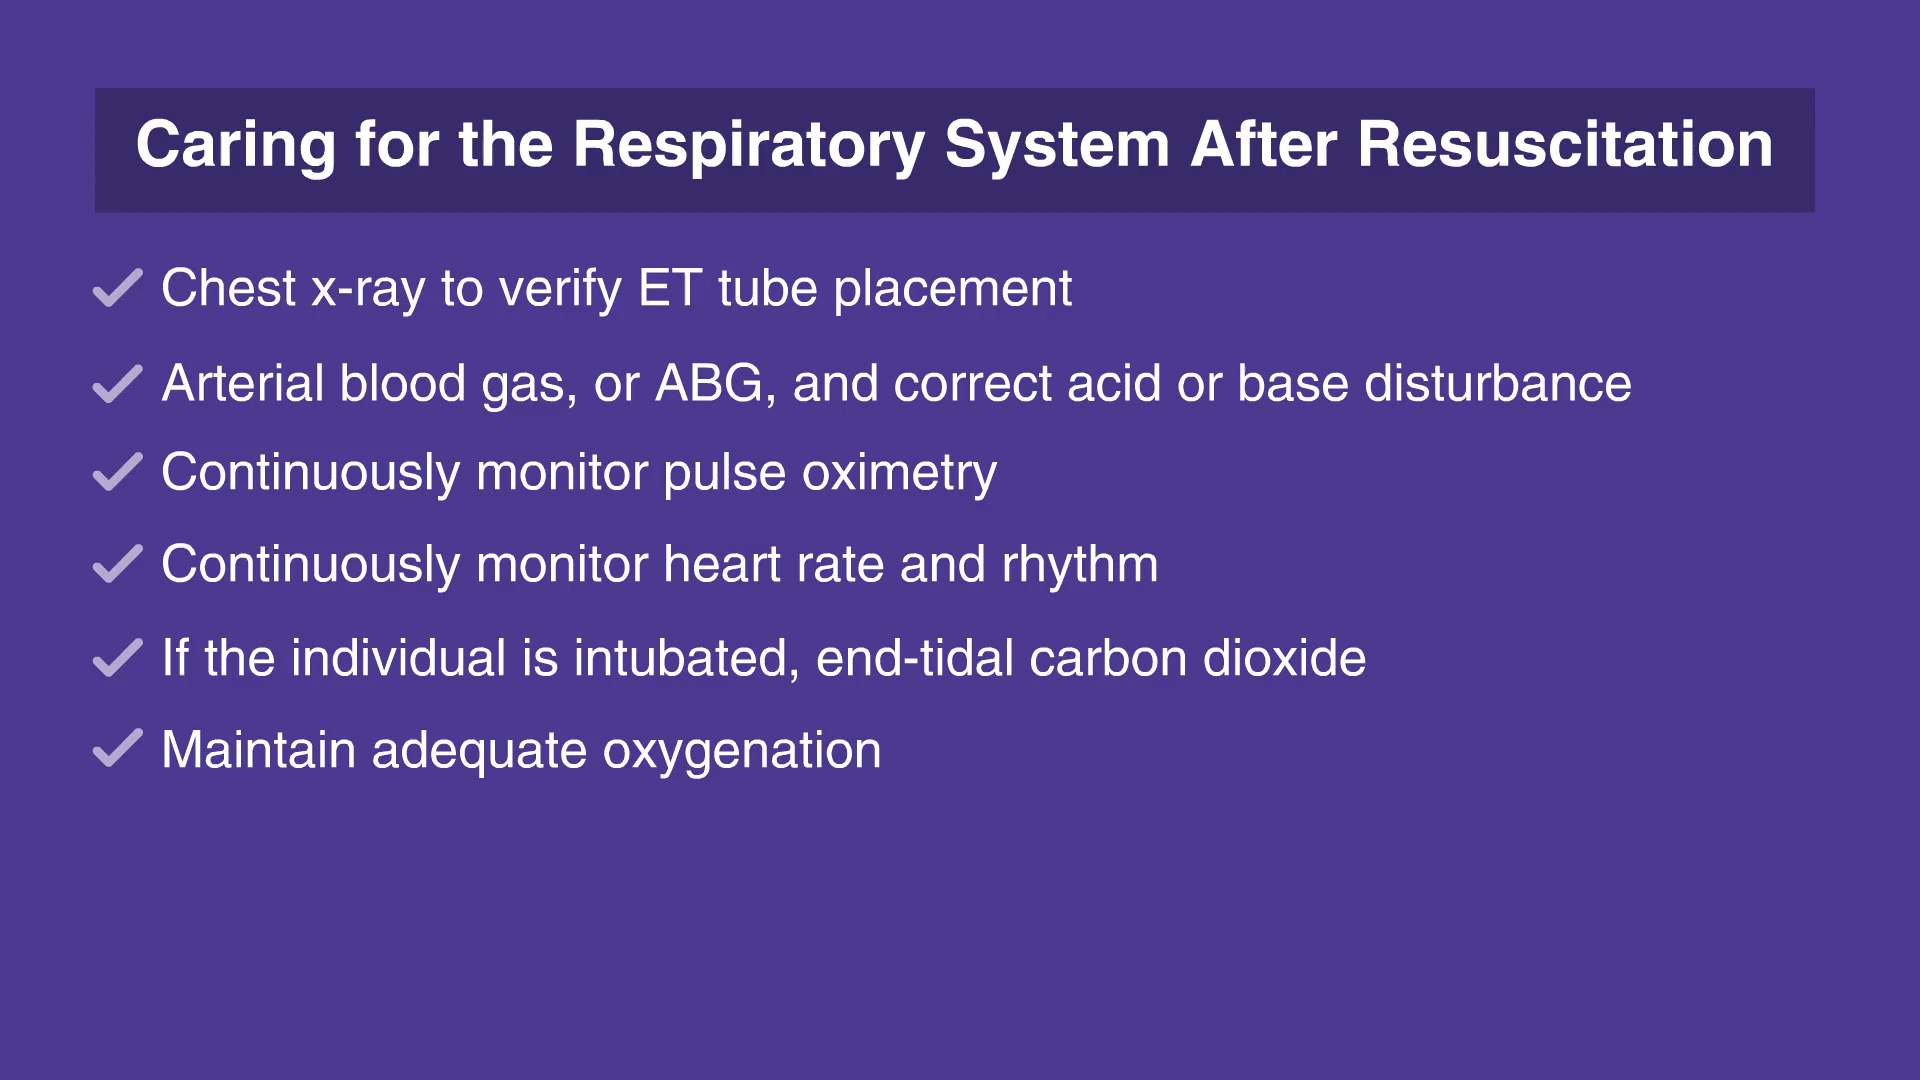 Caring for the Respiratory System After Resuscitation
Chest x-ray to verify ET tube placement
Arterial blood gas, or ABG, and correct acid or base disturbance
Continuously monitor pulse oximetry
Continuously monitor heart rate and rhythm
If the individual is intubated, end-tidal carbon dioxide
Maintain adequate oxygenation